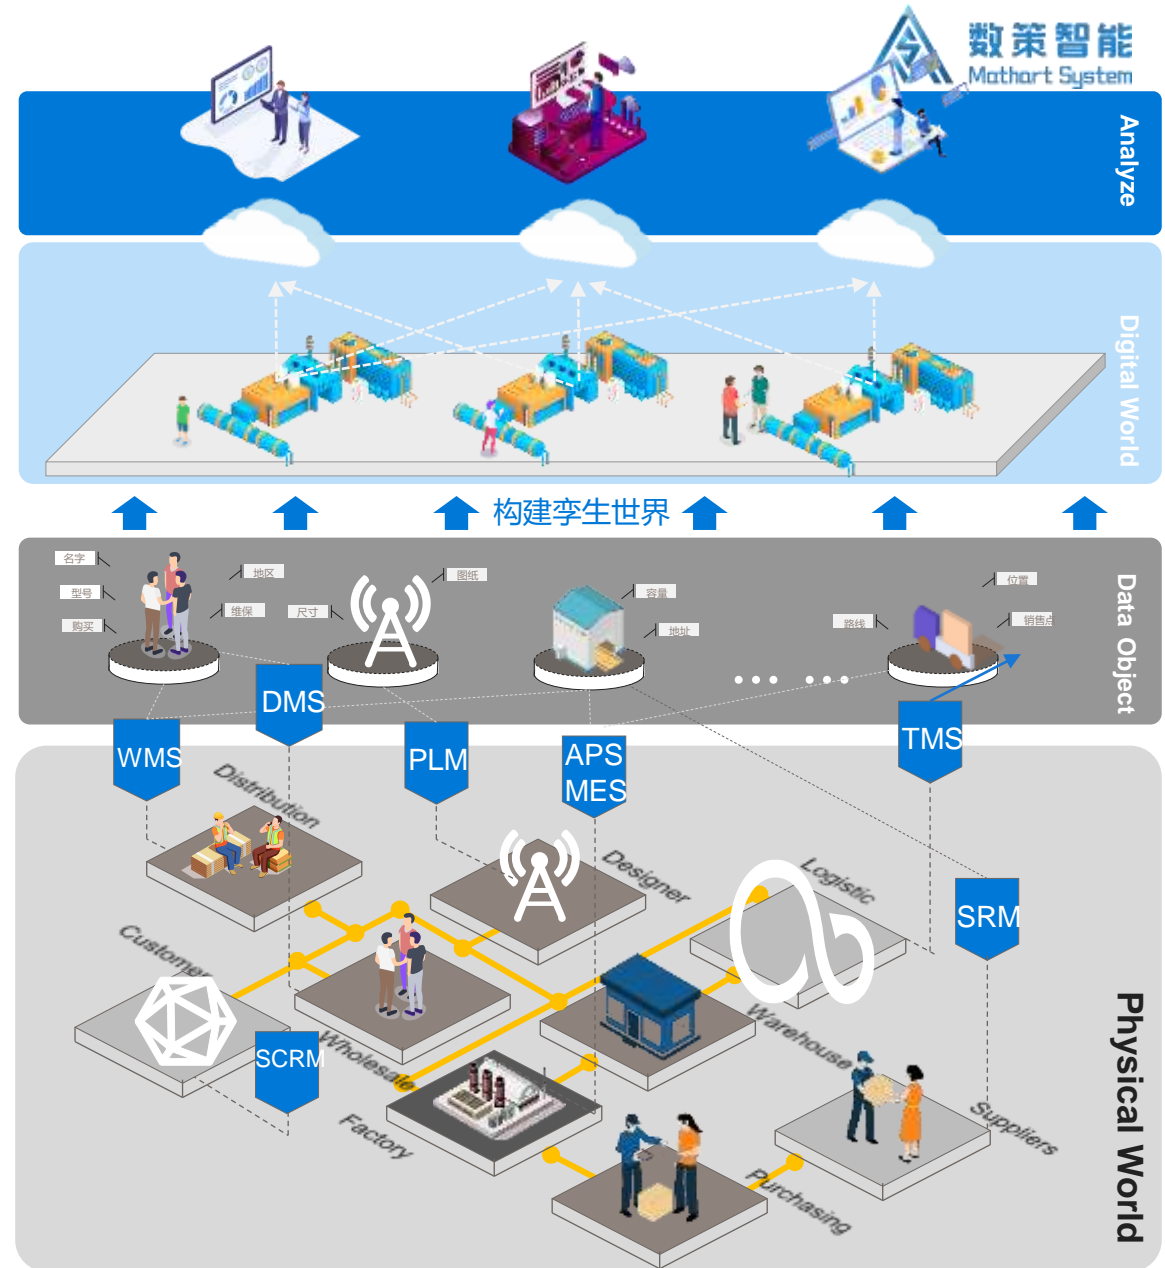 数策智能
Mathart System
Analyze
Digital World
构建孪生世界
名字
型号
购买
地区
维保
尺寸
图纸
容量
地址
位置
路线
销售点
Data Object
DMS
WMS
PLM
APS
MES
TMS
SRM
SCRM
Distribution
Designer
Logistic
Customer
Wholesale
Warehouse
Factory
Purchasing
Suppliers
Physical World